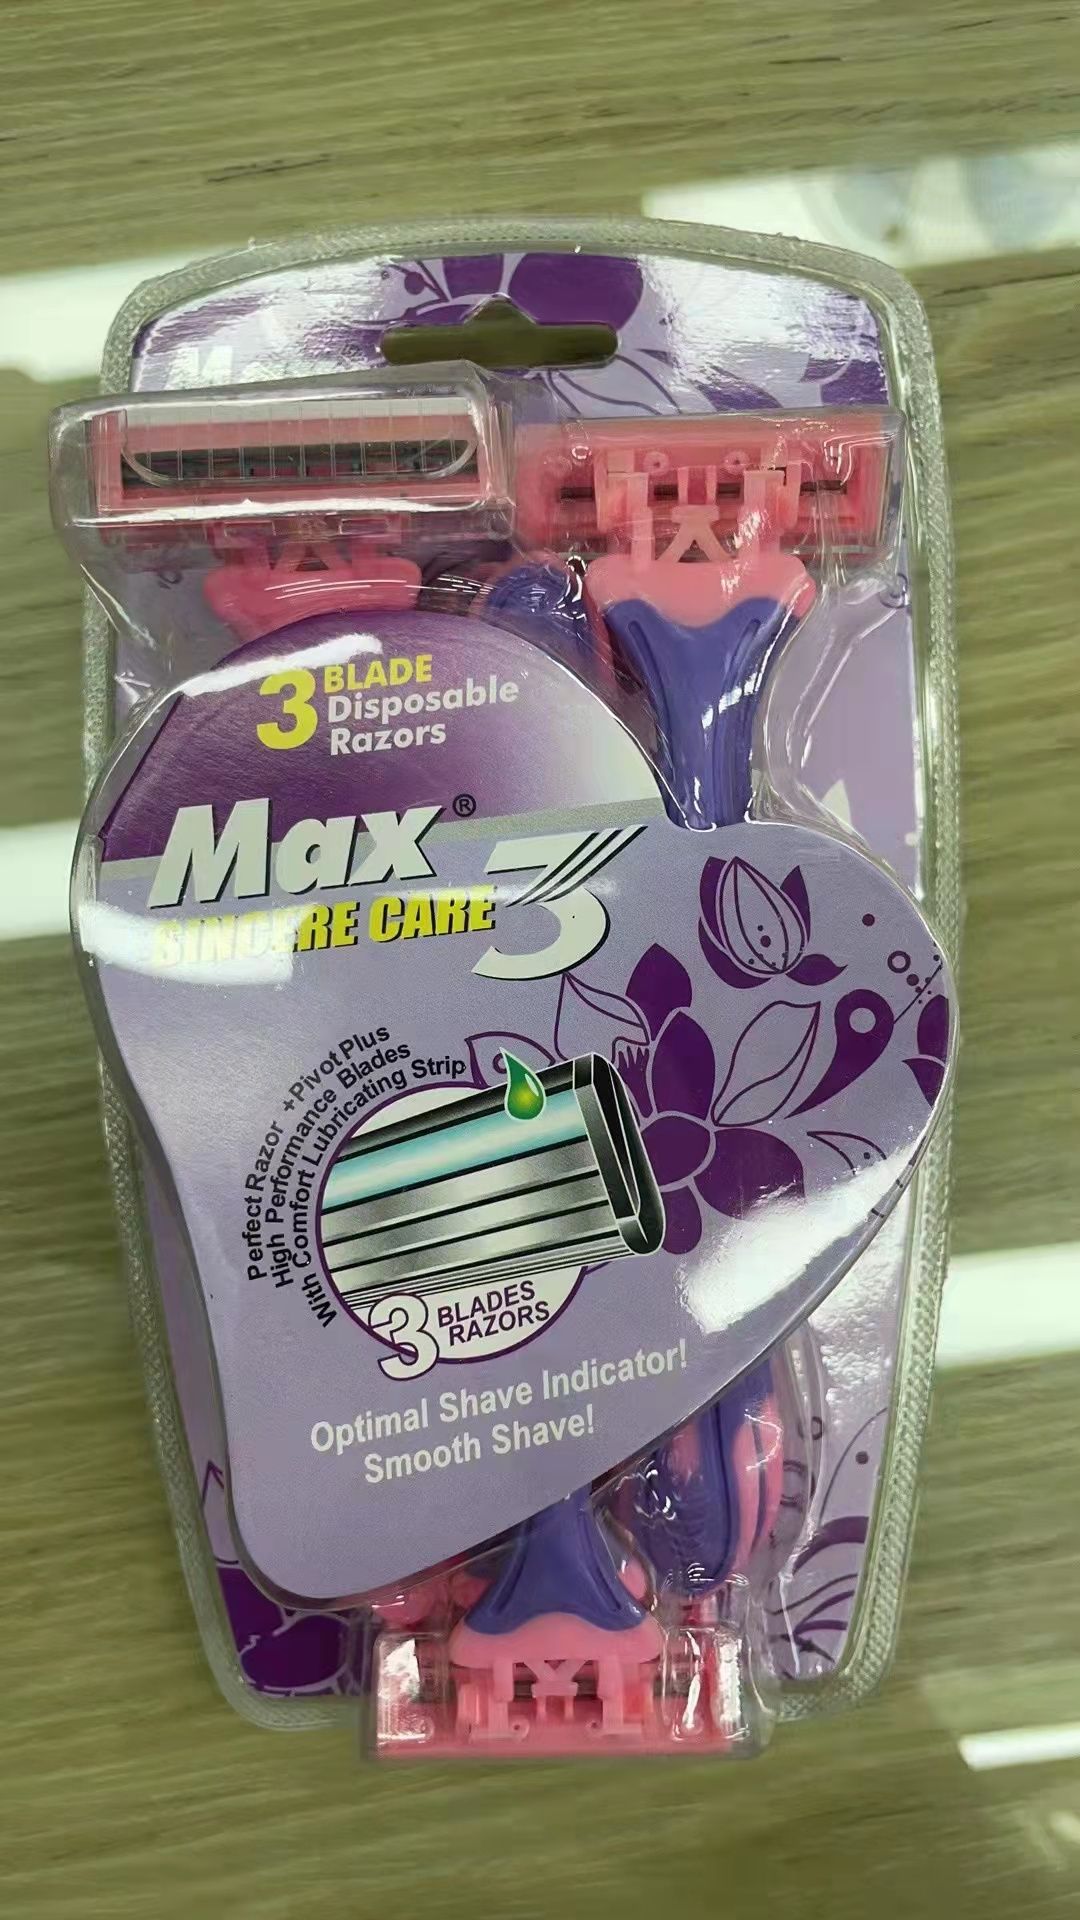 3 BLADE
Disposable
Razors
Max®
SINCERE CARE
3
Perfect Razor +Pivot Plus
High Performance Blades
With Comfort Lubricating Strip
3 BLADES
RAZORS
Optimal Shave Indicator!
Smooth Shave!